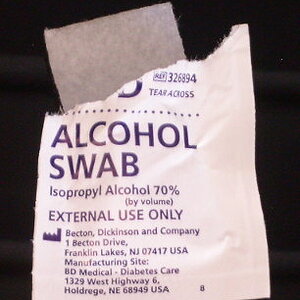 D REF 326894
TEAR ACROSS
ALCOHOL
SWAB
Isopropyl Alcohol 70%
(by volume)
EXTERNAL USE ONLY
Becton, Dickinson and Company
1 Becton Drive,
Franklin Lakes, NJ 07417 USA
Manufacturing Site:
BD Medical - Diabetes Care
1329 West Highway 6,
Holdrege, NE 68949 USA 8